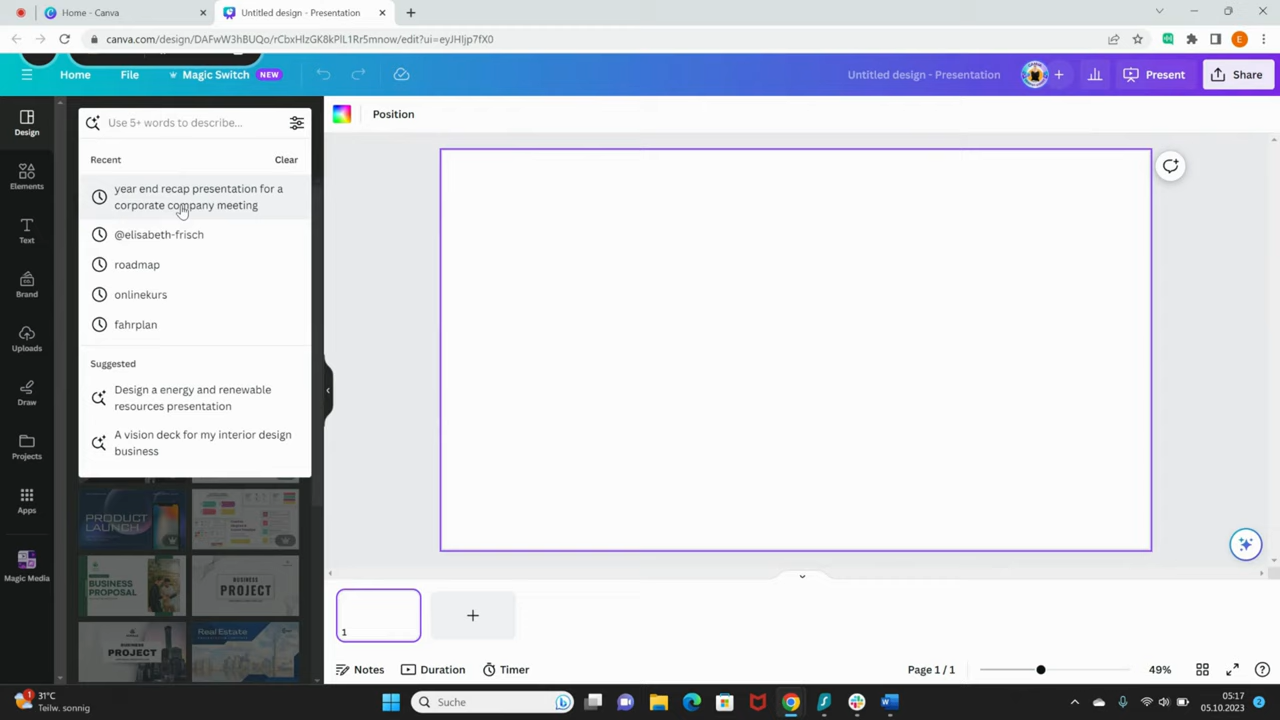 Home - Canva
Untitled design - Presentation
canva.com/design/DAFwW3hBUQo/rCbxHlzGK8kPlL1Rr5mnow/edit?ui=eyJHIjp7fX0
E
Home
File
Magic Switch
NEW
Untitled design - Presentation
Present
Share
Design
Elements
Text
Brand
Uploads
Draw
Projects
Apps
Magic Media
Use 5+ words to describe...
Recent
Clear
year end recap presentation for a
corporate company meeting
@elisabeth-frisch
roadmap
onlinekurs
fahrplan
Suggested
Design a energy and renewable
resources presentation
A vision deck for my interior design
business
PRODUCT
LAUNCH
BUSINESS
PROPOSAL
BUSINESS
PROJECT
BUSINESS
PROJECT
Real Estate
Position
1
Notes
Duration
Timer
Page 1 / 1
49%
31°C
Teilw. sonnig
Suche
05:17
05.10.2023